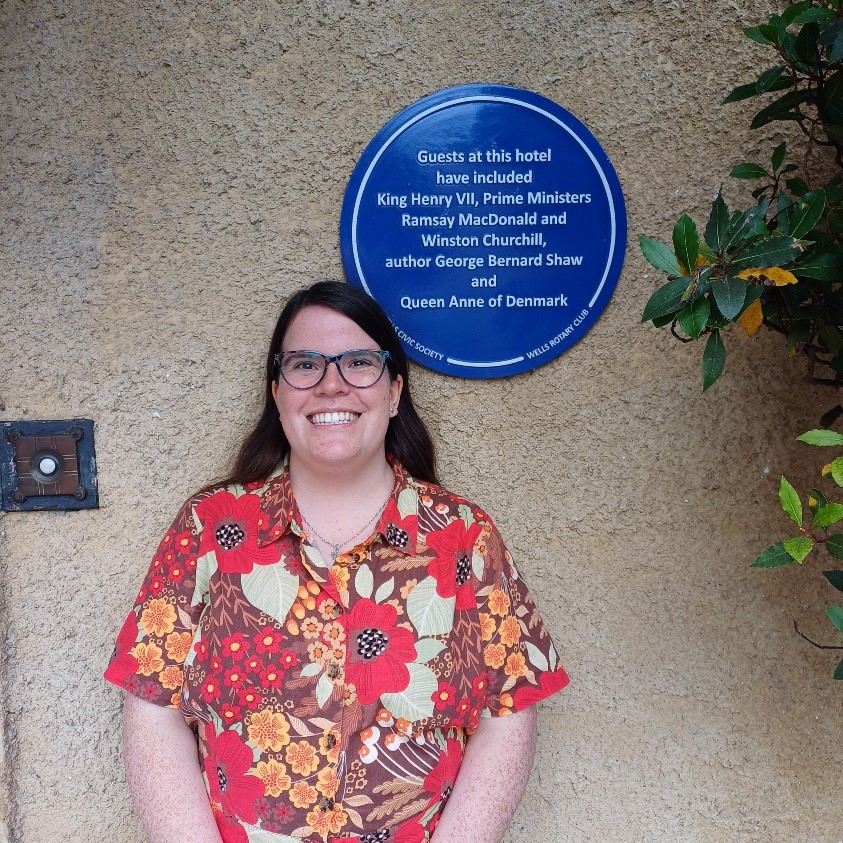 Guests at this hotel
have included
King Henry VII, Prime Ministers
Ramsay MacDonald and
Winston Churchill,
author George Bernard Shaw
and
Queen Anne of Denmark
CIVIC SOCIETY
WELLS ROTARY CLUB